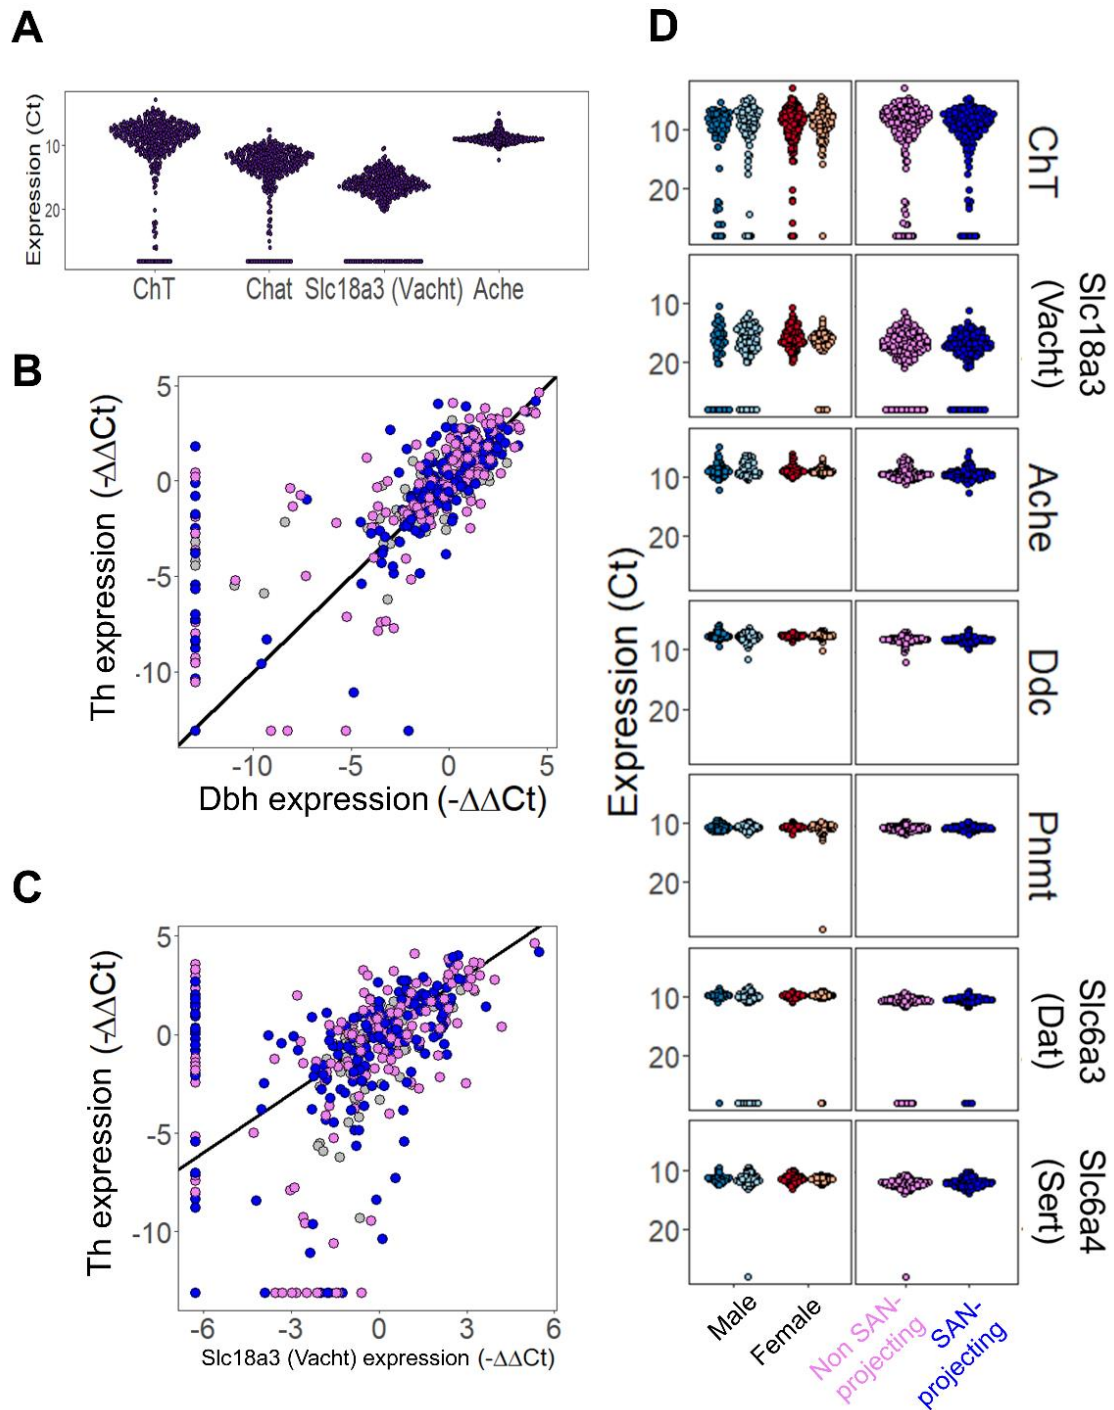 A
Expression (Ct)
10
20
ChT
Chat
Slc18a3 (Vacht)
Ache
B
Th expression (-ΔΔCt)
5
0
-5
-10
-10
-5
0
5
Dbh expression (-ΔΔCt)
C
Th expression (-ΔΔCt)
5
0
-5
-10
-6
-3
0
3
6
Slc18a3 (Vacht) expression (-ΔΔCt)
D
Expression (Ct)
10
20
ChT
10
20
Slc18a3
(Vacht)
10
20
Ache
10
20
Ddc
10
20
Pnmt
10
20
Slc6a3
(Dat)
10
20
Slc6a4
(Sert)
Male
Female
Non SAN-
projecting
SAN-
projecting